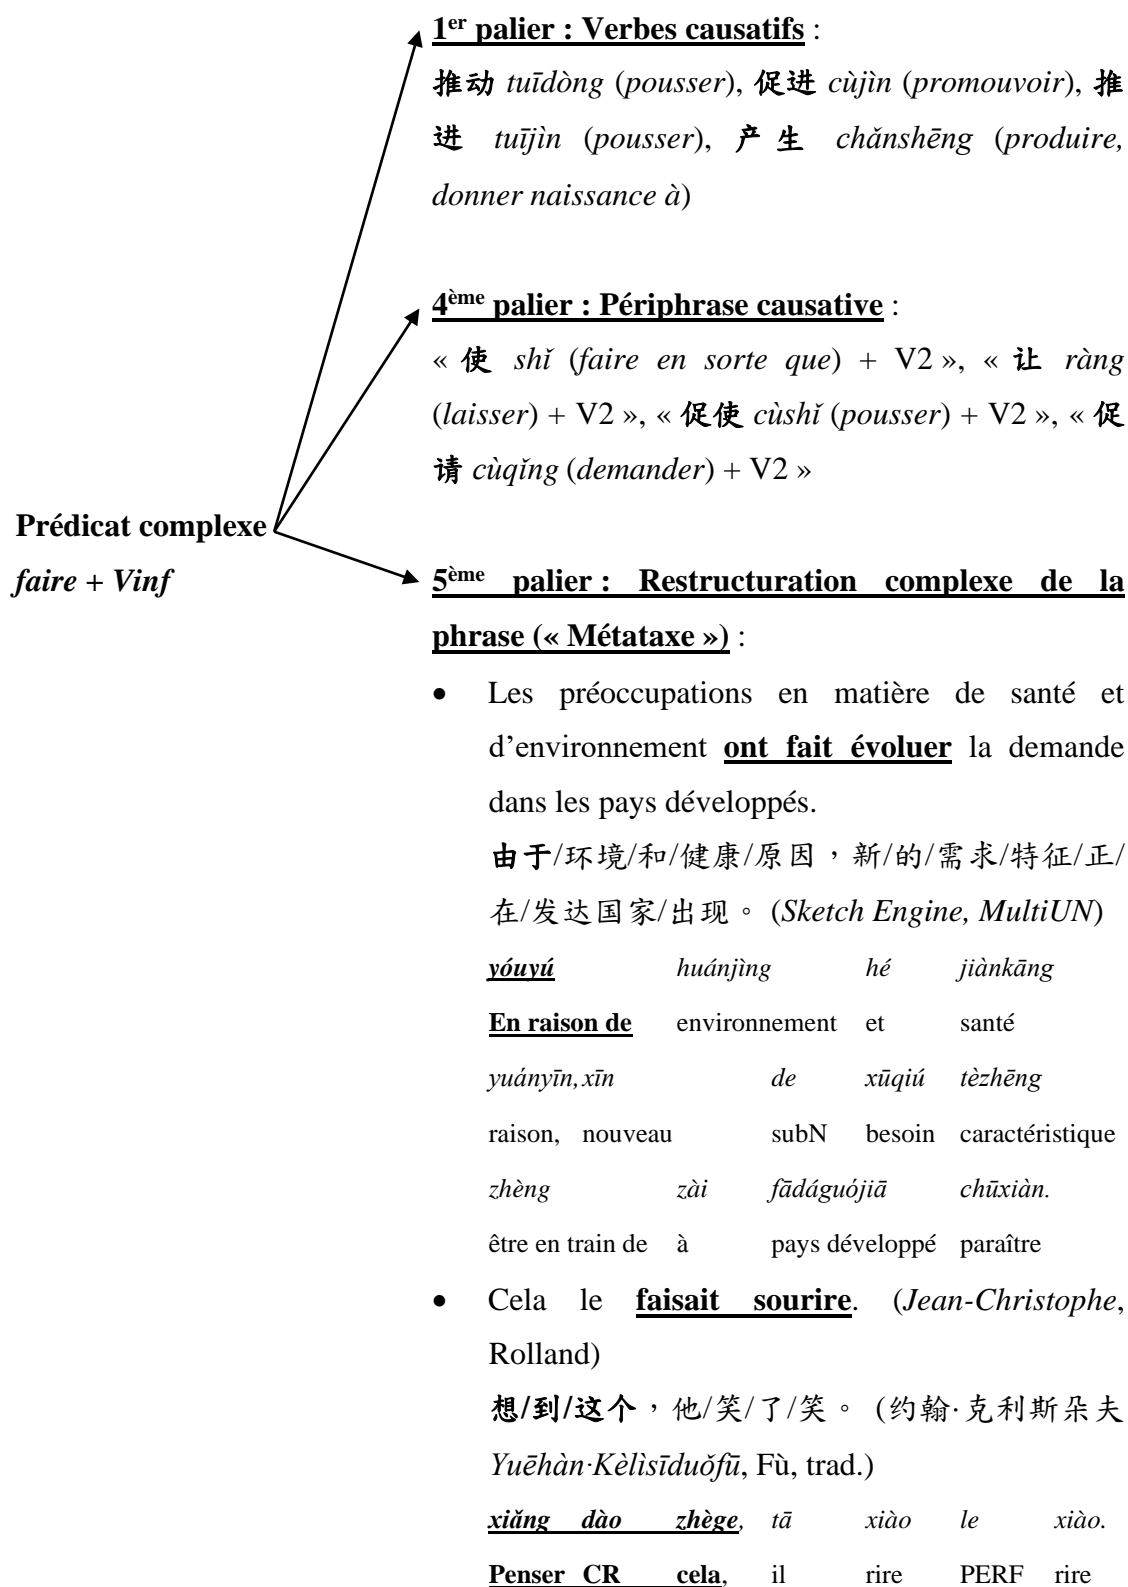 1er palier : Verbes causatifs :
推动 tuīdòng (pousser), 促进 cùjìn (promouvoir), 推
进 tuījìn (pousser), 产生 chǎnshēng (produire,
donner naissance à)
4ème palier : Périphrase causative :
« 使 shǐ (faire en sorte que) + V2 », « 让 ràng
(laisser) + V2 », « 促使 cùshǐ (pousser) + V2 », « 促
请 cùqǐng (demander) + V2 »
Prédicat complexe
faire + Vinf
5ème palier : Restructuration complexe de la
phrase (« Métataxe ») :
• Les préoccupations en matière de santé et
d’environnement ont fait évoluer la demande
dans les pays développés.
由于/环境/和/健康/原因，新/的/需求/特征/正/
在/发达国家/出现。 (Sketch Engine, MultiUN)
yóuyú huánjìng hé jiànkāng
En raison de environnement et santé
yuányīn, xīn de xūqiú tèzhēng
raison, nouveau subN besoin caractéristique
zhèng zài fādáguójiā chūxiàn.
être en train de à pays développé paraître
• Cela le faisait sourire. (Jean-Christophe,
Rolland)
想/到/这个，他/笑/了/笑。 (约翰·克利斯朵夫
Yuēhàn·Kèlìsīduǒfū, Fù, trad.)
xiǎng dào zhège, tā xiào le xiào.
Penser CR cela, il rire PERF rire